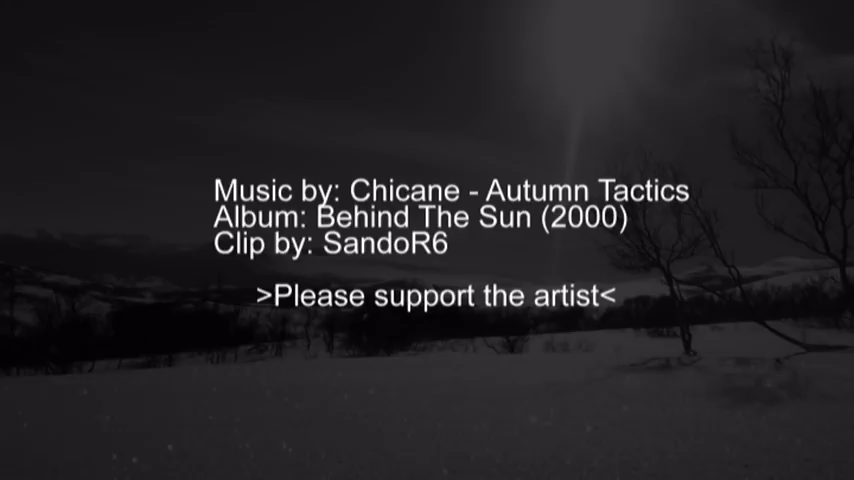 Music by: Chicane - Autumn Tactics
Album: Behind The Sun (2000)
Clip by: SandoR6
>Please support the artist<